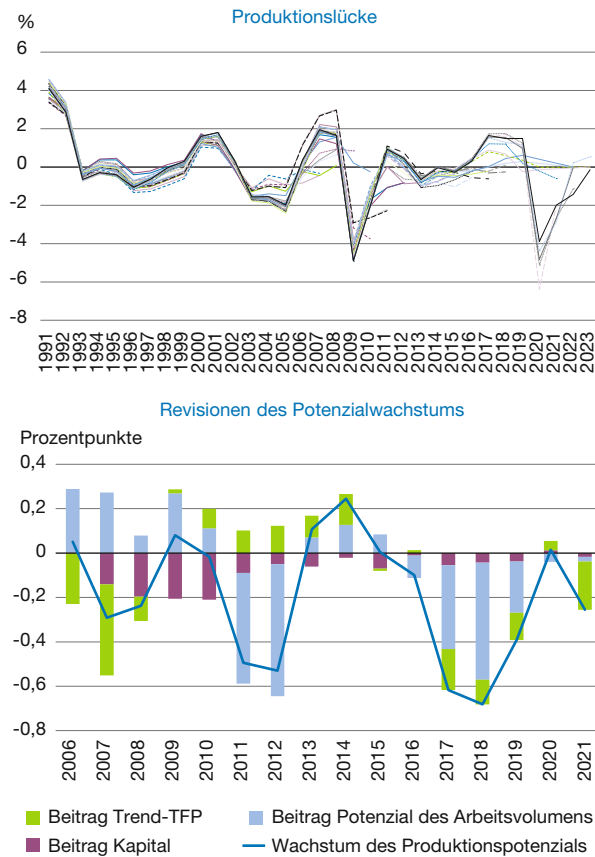 Produktionslücke
%
6
4
2
0
-2
-4
-6
-8
1991 1992 1993 1994 1995 1996 1997 1998 1999 2000 2001 2002 2003 2004 2005 2006 2007 2008 2009 2010 2011 2012 2013 2014 2015 2016 2017 2018 2019 2020 2021 2022 2023
Revisionen des Potenzialwachstums
Prozentpunkte
0,4
0,2
0
-0,2
-0,4
-0,6
-0,8
2006 2007 2008 2009 2010 2011 2012 2013 2014 2015 2016 2017 2018 2019 2020 2021
Beitrag Trend-TFP Beitrag Potenzial des Arbeitsvolumens
Beitrag Kapital Wachstum des Produktionspotenzials